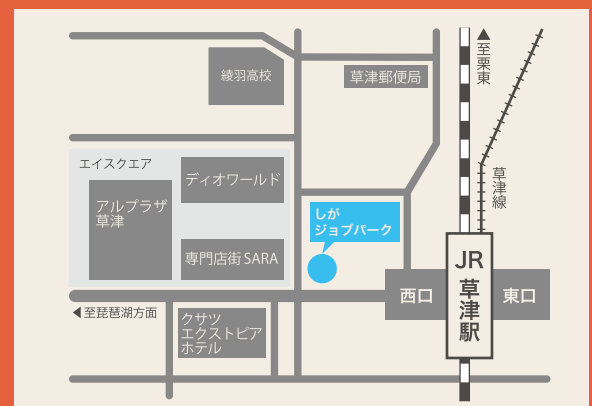 ▲至栗東
綾羽高校
草津郵便局
エイスクエア
ディオワールド
草津線
アルプラザ
草津
しが
ジョブパーク
専門店街SARA
JR
草津駅
西口
東口
◀至琵琶湖方面
クサツ
エクストピア
ホテル